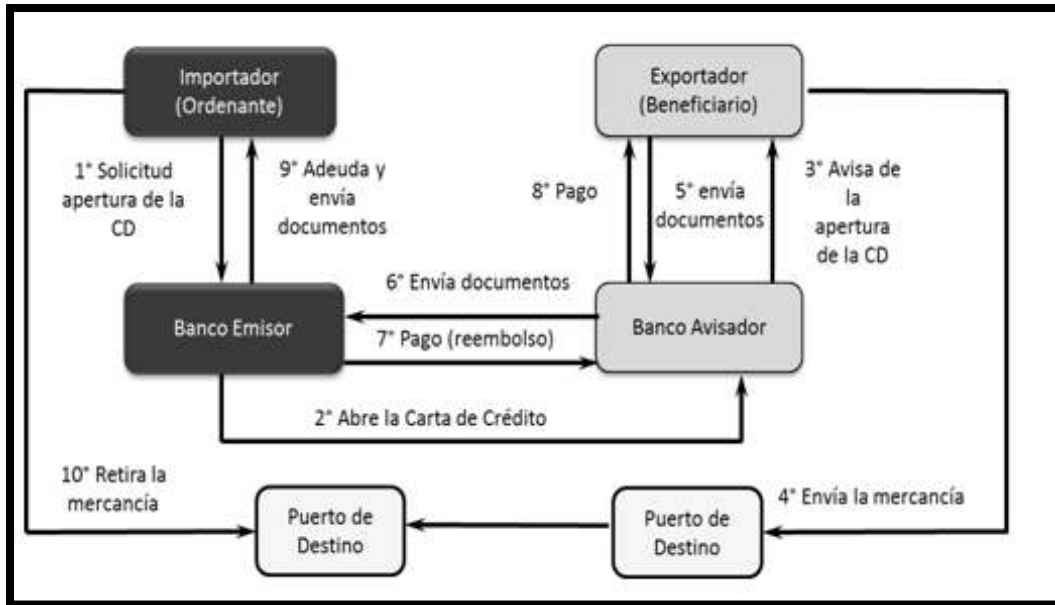 Importador
(Ordenante)
Exportador
(Beneficiario)
1° Solicitud
apertura de la
CD
9° Adeuda y
envía
documentos
8° Pago
5° envía
documentos
3° Avisa de
la
apertura
de la CD
6° Envía documentos
Banco Emisor
Banco Avisador
7° Pago (reembolso)
2° Abre la Carta de Crédito
10° Retira la
mercancía
4° Envía la mercancía
Puerto de
Destino
Puerto de
Destino